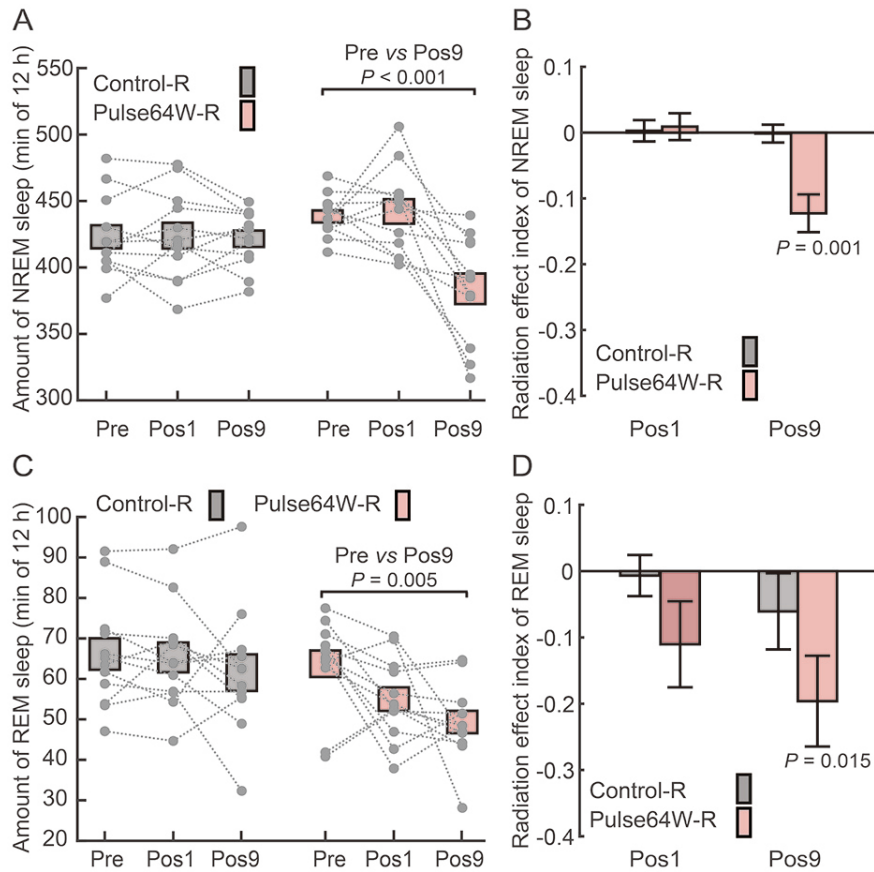 A
Amount of NREM sleep (min of 12 h)
550
500
450
400
350
300
Control-R
Pulse64W-R
Pre vs Pos9
P < 0.001
Pre Pos1 Pos9 Pre Pos1 Pos9
B
Radiation effect index of NREM sleep
0.1
0
-0.1
-0.2
-0.3
-0.4
P = 0.001
Control-R
Pulse64W-R
Pos1 Pos9
C
Amount of REM sleep (min of 12 h)
Control-R Pulse64W-R
100
90
80
70
60
50
40
30
20
Pre vs Pos9
P = 0.005
Pre Pos1 Pos9 Pre Pos1 Pos9
D
Radiation effect index of REM sleep
0.1
0
-0.1
-0.2
-0.3
-0.4
P = 0.015
Control-R
Pulse64W-R
Pos1 Pos9